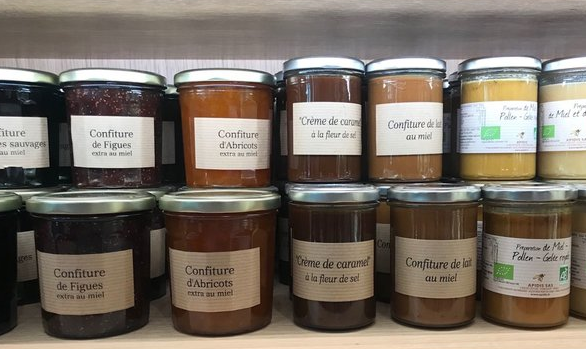 fiture
es sauvages
au miel
Confiture
de Figues
extra au miel
Confiture
d'Abricots
extra au miel
"Crème de caramel"
à la fleur de sel
Confiture de lait
au miel
Préparation de Miel -
Pollen - Gelée
de Miel et d
Confiture
de Figues
extra au miel
Confiture
d'Abricots
extra au miel
"Crème de caramel"
à la fleur de sel
Confiture de lait
au miel
Préparation de Miel -
Pollen - Gelée roya
APIDIS SAS